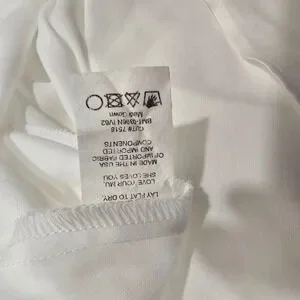 LAY FLAT TO DRY.
LOVE YOUR MU,
SHE LOVES YOU
MADE IN THE USA
OF IMPORTED FABRIC
AND IMPORTED
COMPONENTS
CUT# 7518